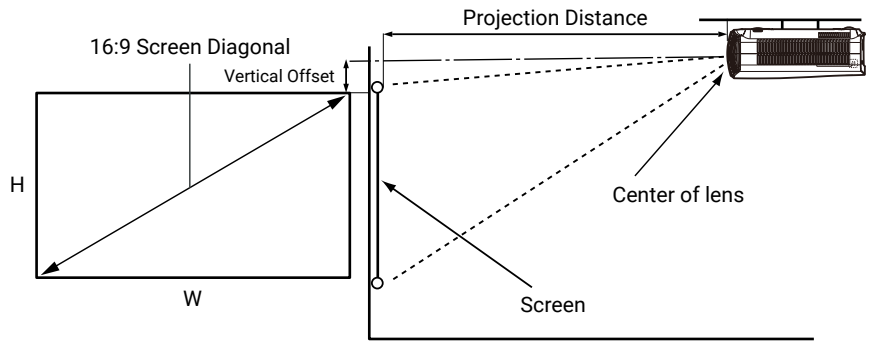 Projection Distance
16:9 Screen Diagonal
Vertical Offset
H
Center of lens
W
Screen